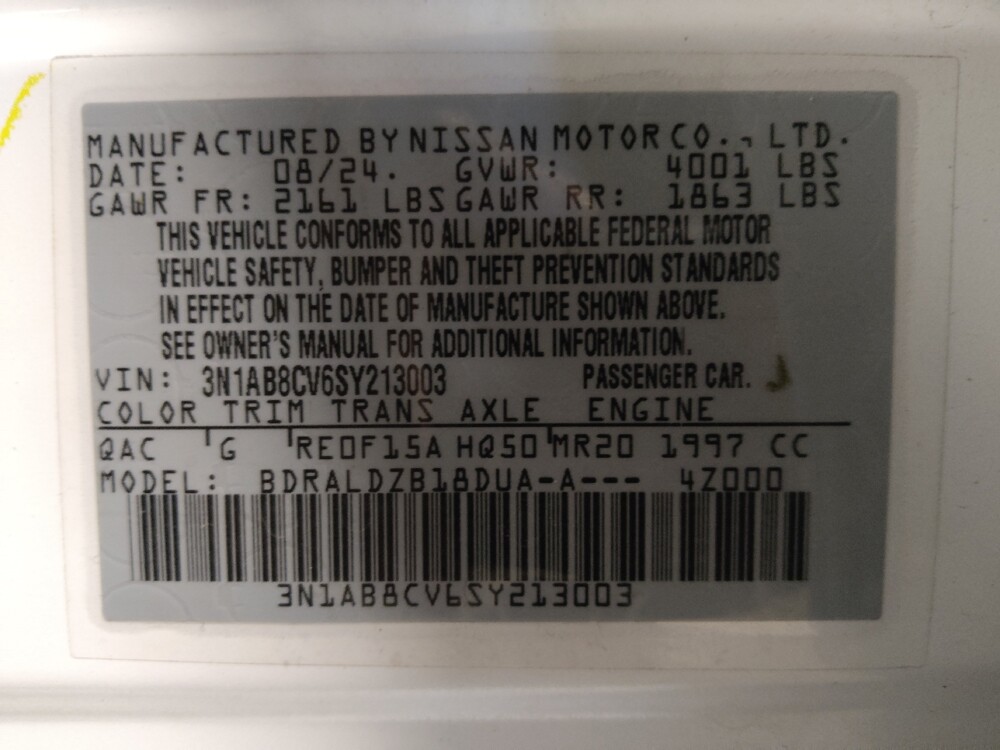 MANUFACTURED BY NISSAN MOTOR CO., LTD.
DATE: 08/24. GVWR: 4001 LBS
GAWR FR: 2161 LBS GAWR RR: 1863 LBS
THIS VEHICLE CONFORMS TO ALL APPLICABLE FEDERAL MOTOR
VEHICLE SAFETY, BUMPER AND THEFT PREVENTION STANDARDS
IN EFFECT ON THE DATE OF MANUFACTURE SHOWN ABOVE.
SEE OWNER'S MANUAL FOR ADDITIONAL INFORMATION.
VIN: 3N1AB8CV6SY213003 PASSENGER CAR.
COLOR TRIM TRANS AXLE ENGINE
QAC G RE0F15A HQ50 MR20 1997 CC
MODEL: BDRALDZB18DUA-A--- 4Z000
3N1AB8CV6SY213003